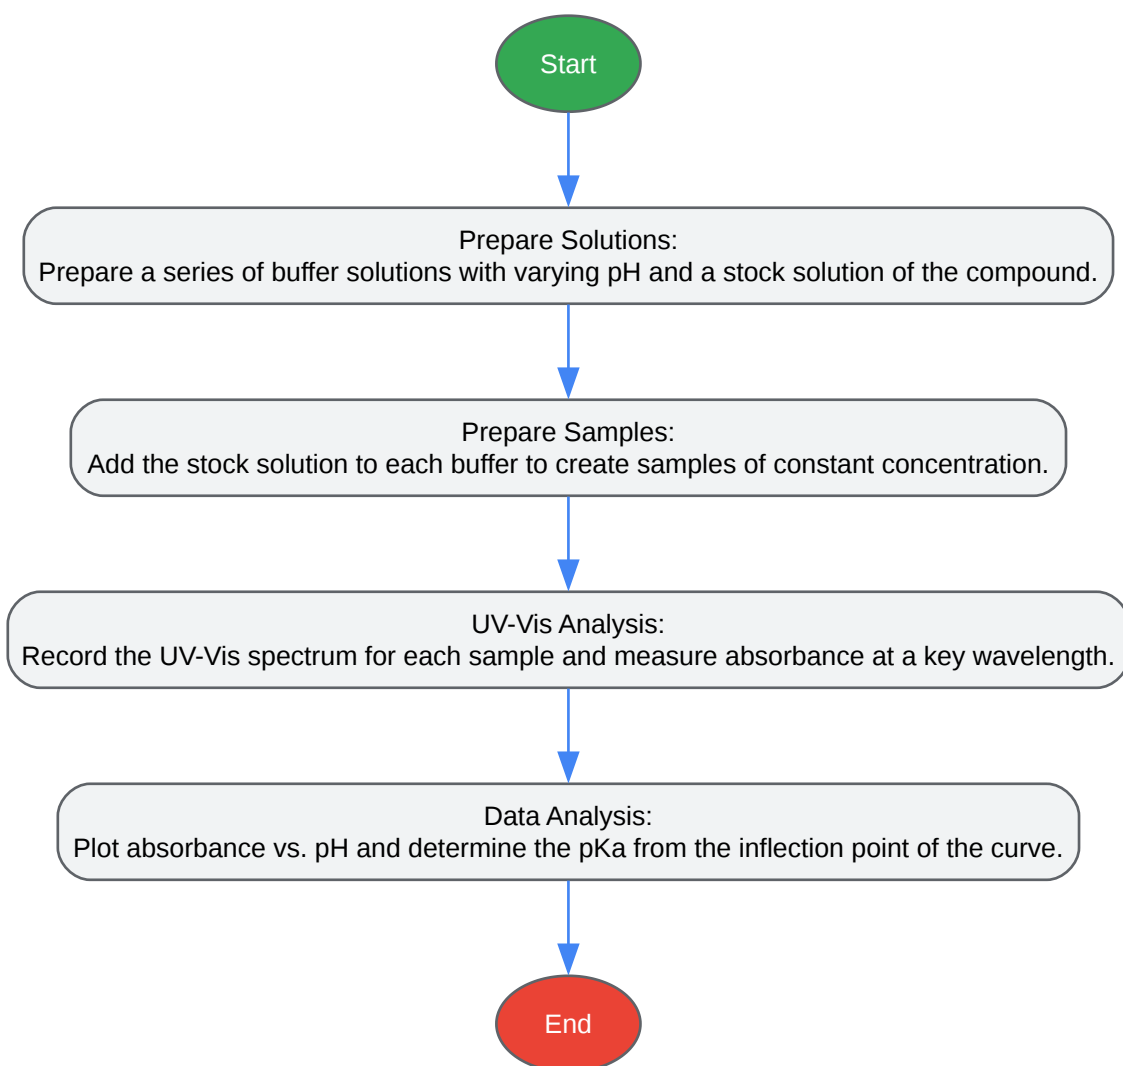 Start
Prepare Solutions:
Prepare a series of buffer solutions with varying pH and a stock solution of the compound.
Prepare Samples:
Add the stock solution to each buffer to create samples of constant concentration.
UV-Vis Analysis:
Record the UV-Vis spectrum for each sample and measure absorbance at a key wavelength.
Data Analysis:
Plot absorbance vs. pH and determine the pKa from the inflection point of the curve.
End